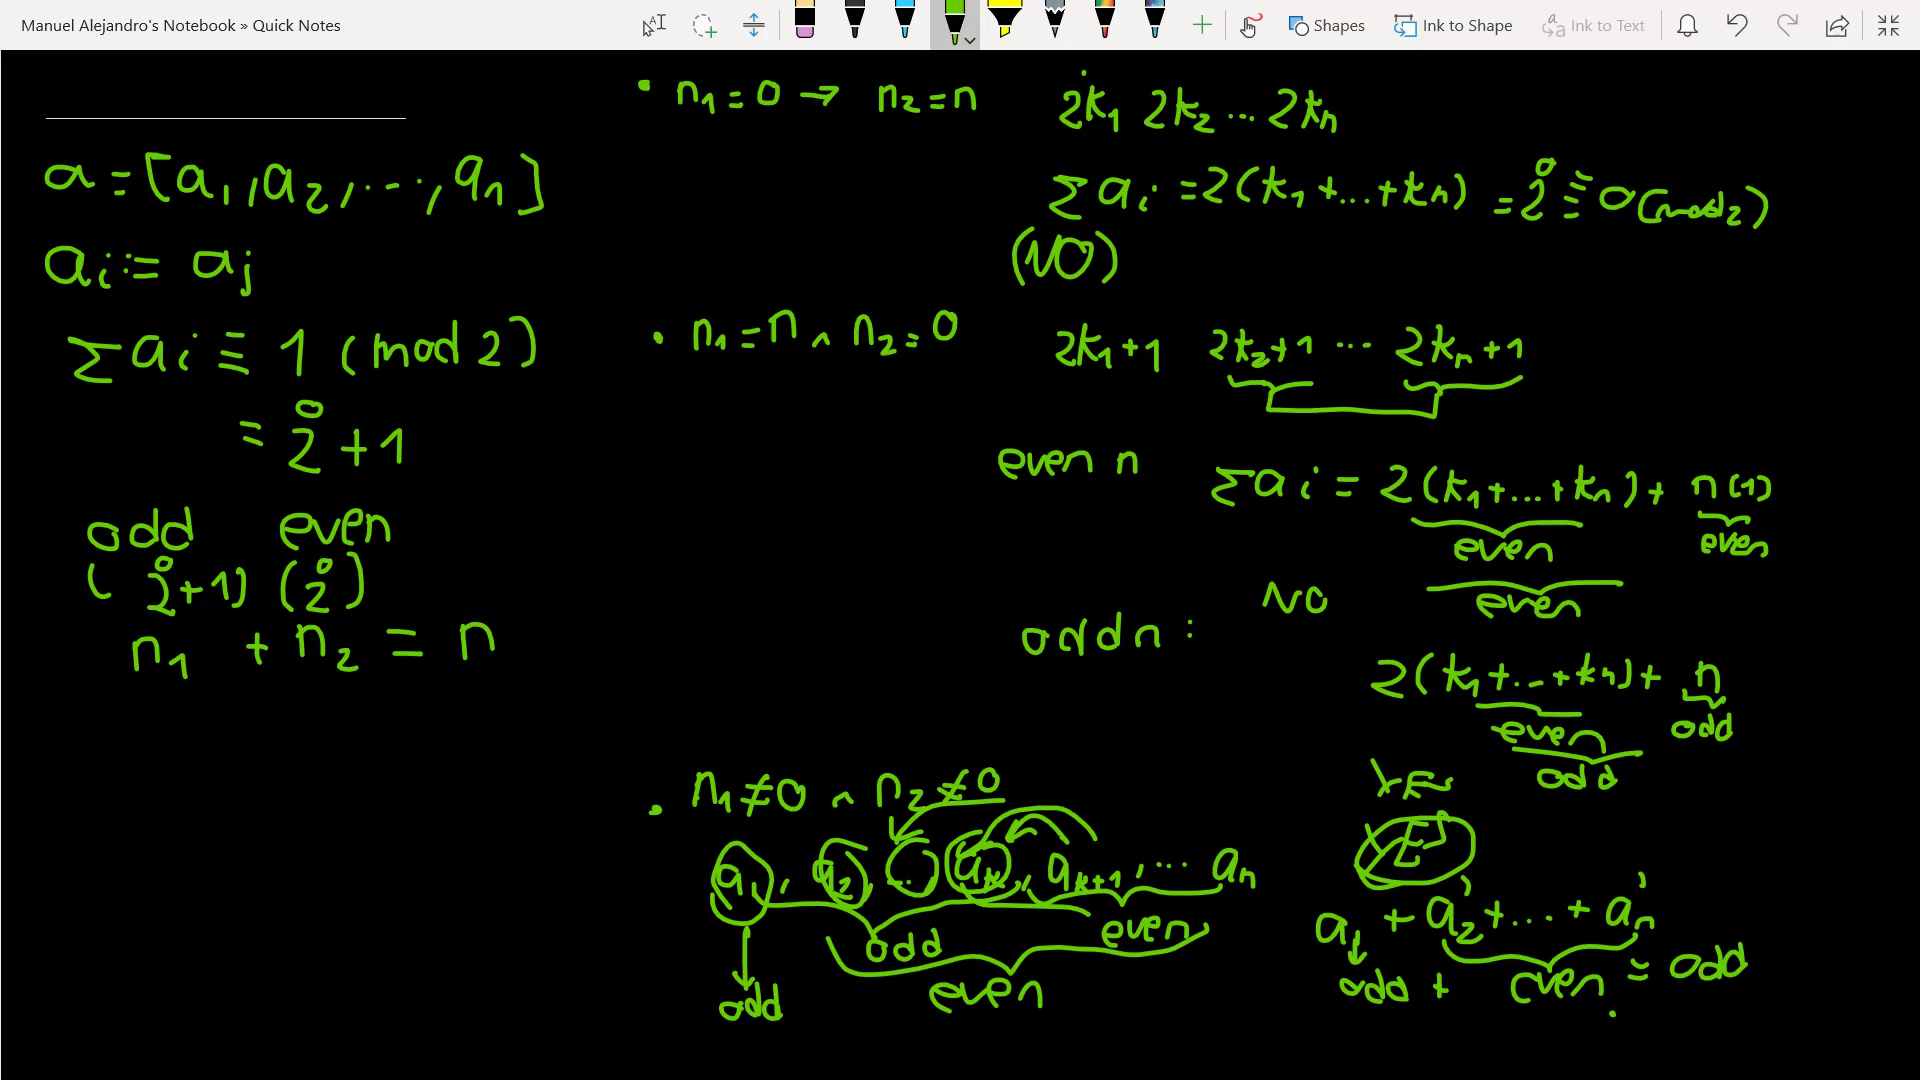 Manuel Alejandro's Notebook » Quick Notes
Shapes
Ink to Shape
Ink to Text
a = [a₁, a₂, ..., aₙ]
aᵢ := aⱼ
Σaᵢ ≡ 1 (mod 2)
= 2̊ + 1
odd even
(2̊+1) (2̊)
n₁ + n₂ = n
• n₁ = 0 → n₂ = n
2k₁ 2k₂ ... 2kₙ
Σaᵢ = 2(k₁+...+kₙ) = 2̊ ≡ 0 (mod 2)
(NO)
• n₁ = n ∧ n₂ = 0
2k₁+1 2k₂+1 ... 2kₙ+1
even n
Σaᵢ = 2(k₁+...+kₙ) + n(1)
even
even
even
NO
odd n :
2(k₁+...+kₙ) + n
even
odd
odd
YES
YES
• n₁ ≠ 0 ∧ n₂ ≠ 0
a₁, a₂, ... aₖ, aₖ₊₁, ... aₙ
odd
even
odd
even
a₁ + a₂' + ... + aₙ'
odd + even = odd